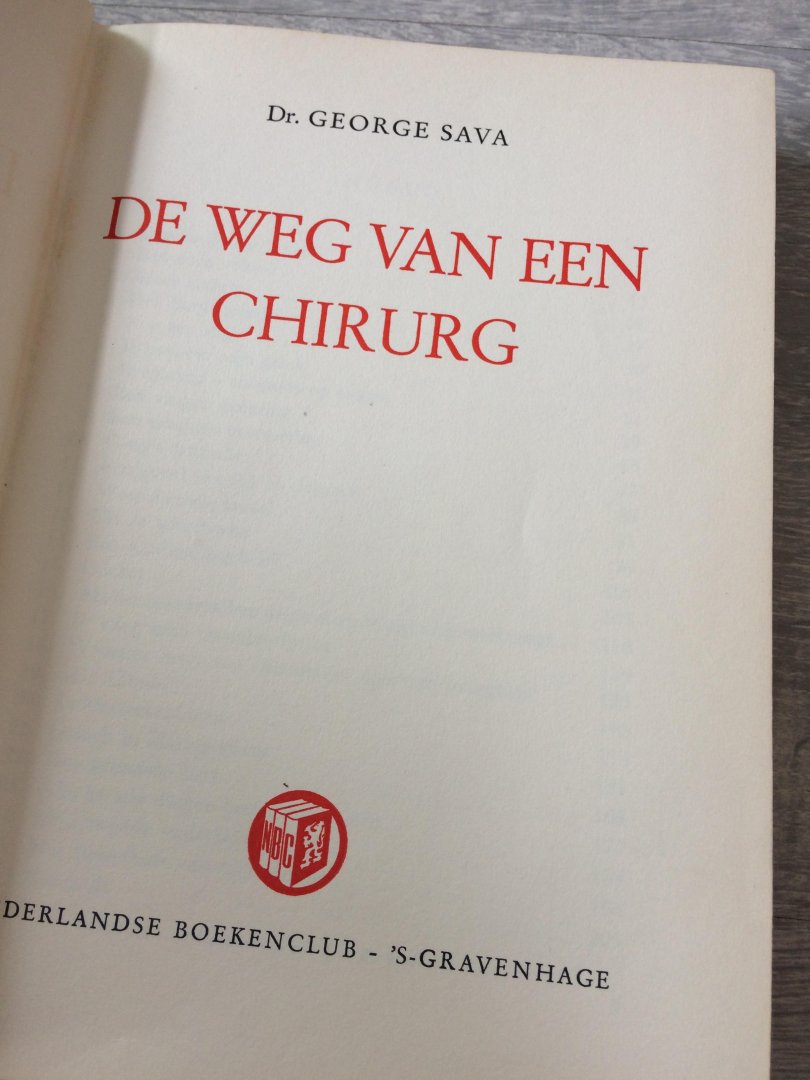 Dr. GEORGE SAVA
DE WEG VAN EEN
CHIRURG
NBC
DERLANDSE BOEKENCLUB - 'S-GRAVENHAGE